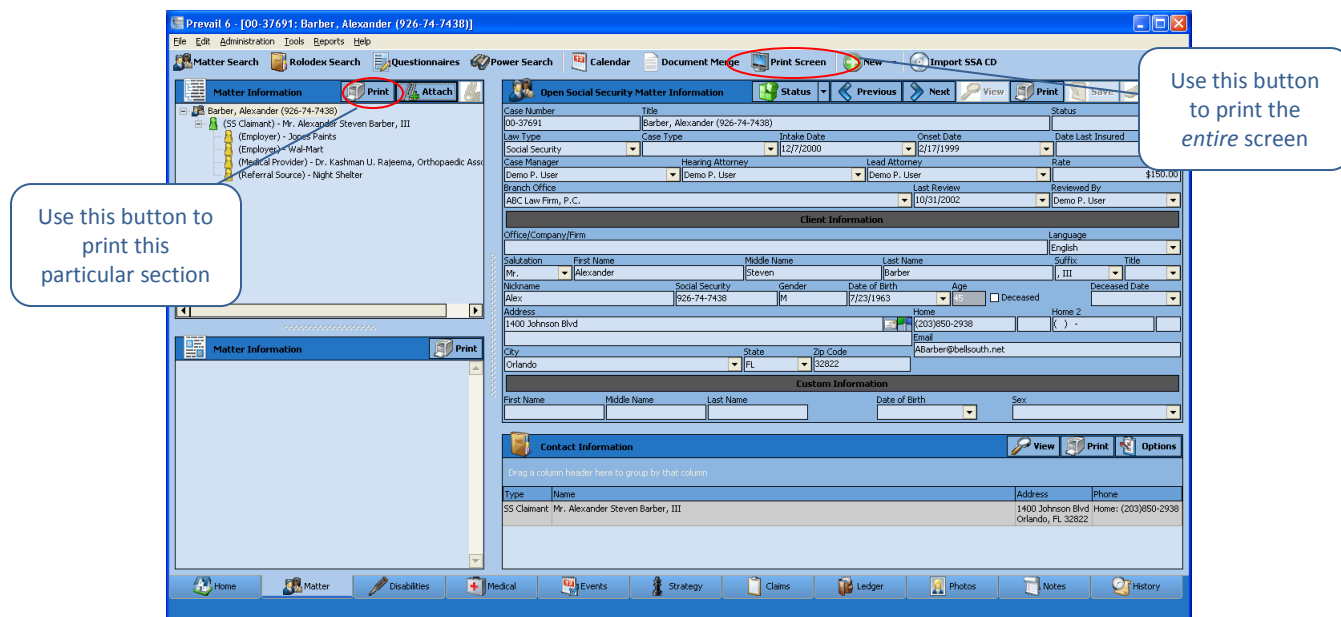 Prevail 6 - [00-37691: Barber, Alexander (926-74-7438)]
File Edit Administration Tools Reports Help
Matter Search Rolodex Search Questionnaires Power Search Calendar Document Merge Print Screen New Import SSA CD
Use this button
to print the
entire screen
Matter Information Print Attach
Barber, Alexander (926-74-7438)
(SS Claimant) - Mr. Alexander Steven Barber, III
(Employer) - Jones Paints
(Employer) - Wal-Mart
(Medical Provider) - Dr. Kashman U. Rajeema, Orthopaedic Asso
(Referral Source) - Night Shelter
Use this button to
print this
particular section
Matter Information Print
Open Social Security Matter Information Status Previous Next View Print Save
Case Number Title Status
00-37691 Barber, Alexander (926-74-7438)
Law Type Case Type Intake Date Onset Date Date Last Insured
Social Security 12/7/2000 2/17/1999
Case Manager Hearing Attorney Lead Attorney Rate
Demo P. User Demo P. User Demo P. User $150.00
Branch Office Last Review Reviewed By
ABC Law Firm, P.C. 10/31/2002 Demo P. User
Client Information
Office/Company/Firm Language
English
Salutation First Name Middle Name Last Name Suffix Title
Mr. Alexander Steven Barber , III
Nickname Social Security Gender Date of Birth Age Deceased Date
Alex 926-74-7438 M 7/23/1963 45 Deceased
Address Home Home 2
1400 Johnson Blvd (203)850-2938 ( ) -
Email
ABarber@bellsouth.net
City State Zip Code
Orlando FL 32822
Custom Information
First Name Middle Name Last Name Date of Birth Sex
Contact Information View Print Options
Drag a column header here to group by that column
Type Name Address Phone
SS Claimant Mr. Alexander Steven Barber, III 1400 Johnson Blvd Home: (203)850-2938
Orlando, FL 32822
Home Matter Disabilities Medical Events Strategy Claims Ledger Photos Notes History